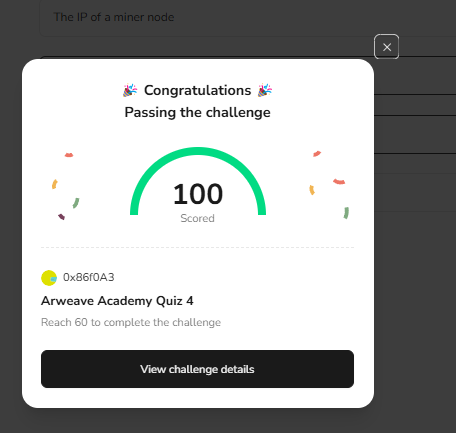 The IP of a miner node
🎉 Congratulations 🎉
Passing the challenge
100
Scored
0x86f0A3
Arweave Academy Quiz 4
Reach 60 to complete the challenge
View challenge details